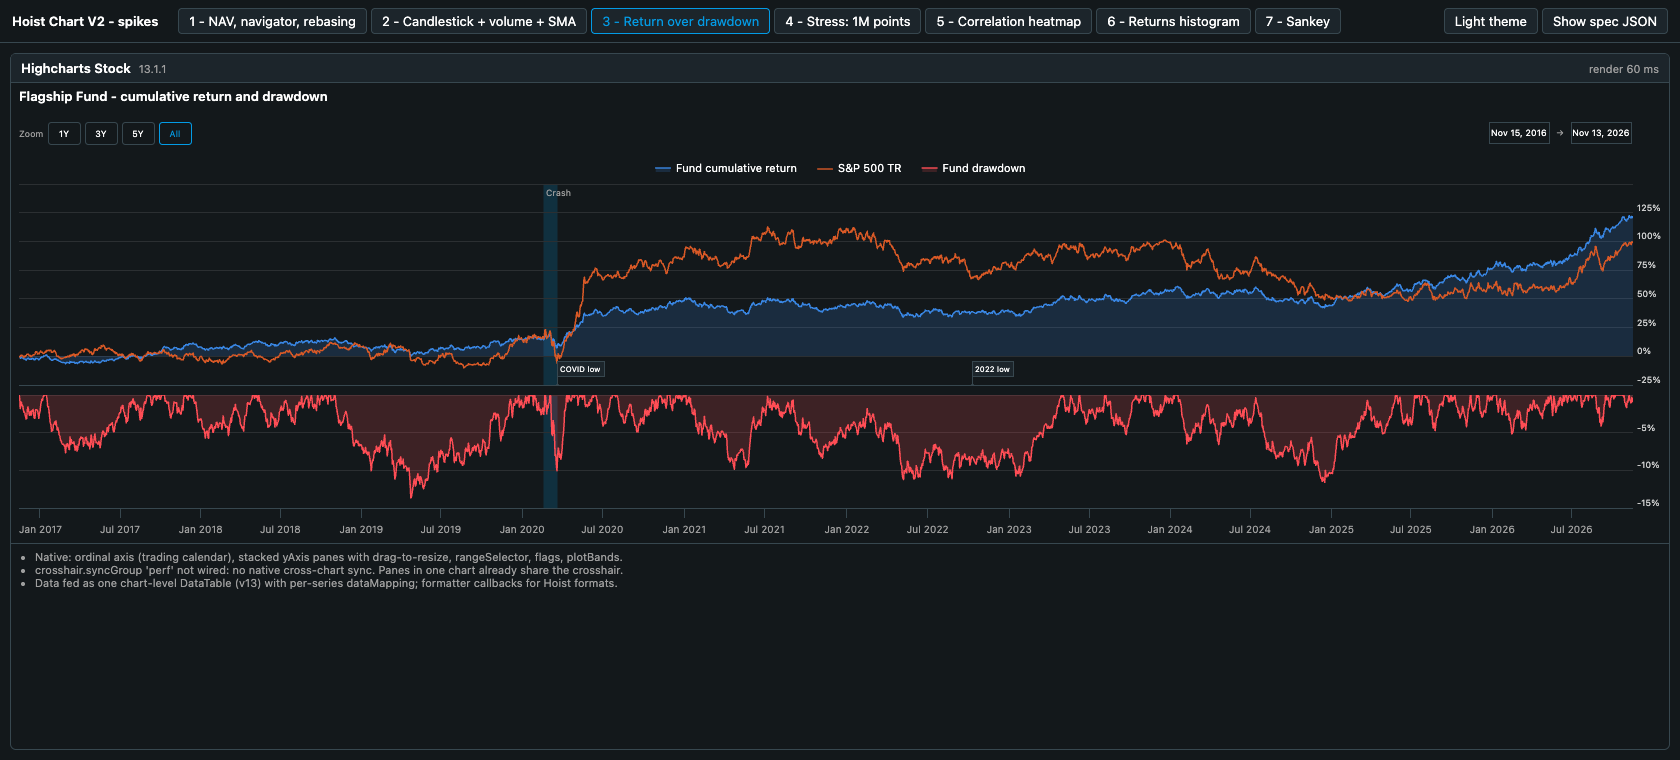 Hoist Chart V2 - spikes
1 - NAV, navigator, rebasing
2 - Candlestick + volume + SMA
3 - Return over drawdown
4 - Stress: 1M points
5 - Correlation heatmap
6 - Returns histogram
7 - Sankey
Light theme
Show spec JSON
Highcharts Stock 13.1.1
render 60 ms
Flagship Fund - cumulative return and drawdown
Zoom 1Y 3Y 5Y All
Nov 15, 2016 → Nov 13, 2026
Fund cumulative return
S&P 500 TR
Fund drawdown
Crash
125%
100%
75%
50%
25%
0%
-25%
COVID low
2022 low
-5%
-10%
-15%
Jan 2017 Jul 2017 Jan 2018 Jul 2018 Jan 2019 Jul 2019 Jan 2020 Jul 2020 Jan 2021 Jul 2021 Jan 2022 Jul 2022 Jan 2023 Jul 2023 Jan 2024 Jul 2024 Jan 2025 Jul 2025 Jan 2026 Jul 2026
• Native: ordinal axis (trading calendar), stacked yAxis panes with drag-to-resize, rangeSelector, flags, plotBands.
• crosshair.syncGroup 'perf' not wired: no native cross-chart sync. Panes in one chart already share the crosshair.
• Data fed as one chart-level DataTable (v13) with per-series dataMapping; formatter callbacks for Hoist formats.